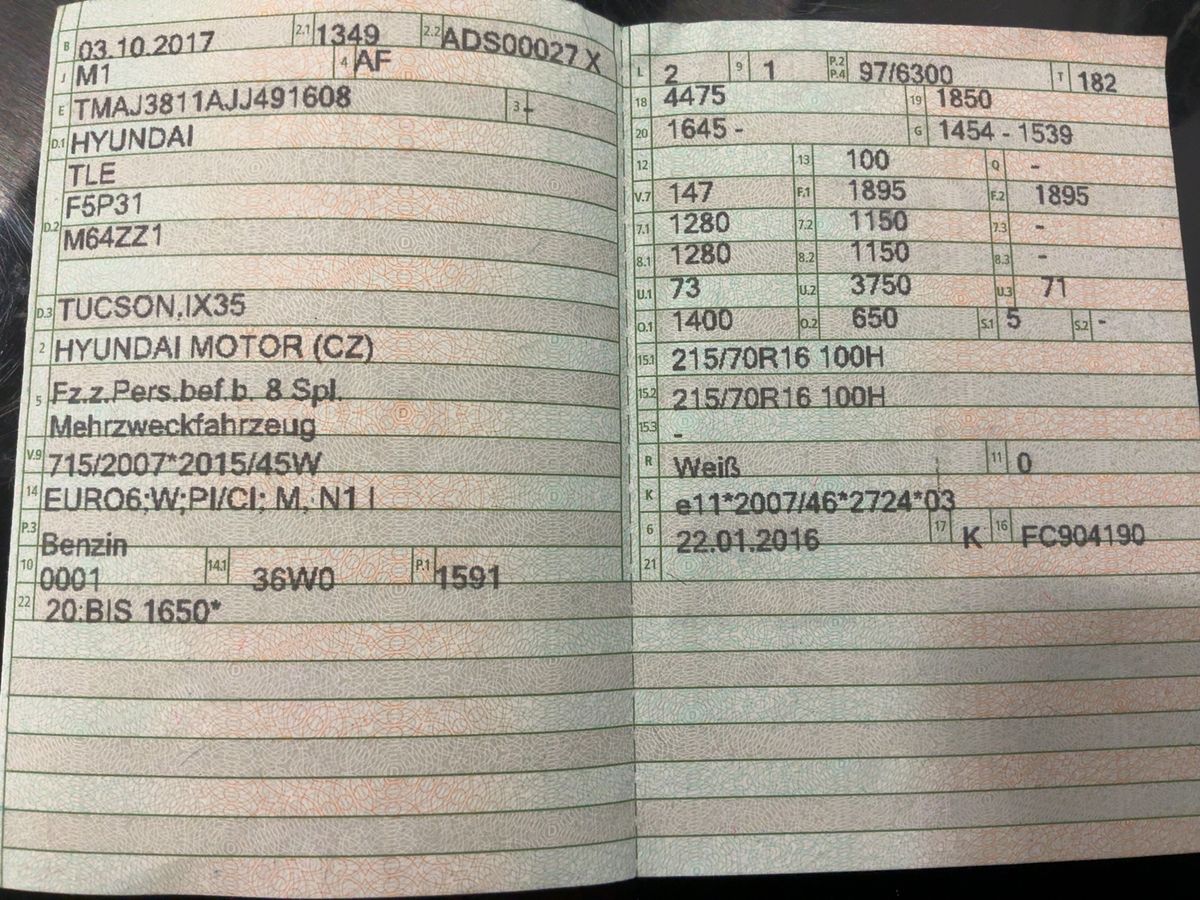 B 03.10.2017 2.1 1349 2.2 ADS00027 X
J M1 4 AF
E TMAJ3811AJJ491608 3 -
D.1 HYUNDAI
TLE
F5P31
D.2 M64ZZ1
D.3 TUCSON,IX35
2 HYUNDAI MOTOR (CZ)
5 Fz.z.Pers.bef.b. 8 Spl.
Mehrzweckfahrzeug
V.9 715/2007*2015/45W
14 EURO6;W;PI/CI; M, N1 I
P.3 Benzin
10 0001 14.1 36W0 P.1 1591
22 20:BIS 1650*
L 2 9 1 P.2 P.4 97/6300 T 182
18 4475 19 1850
20 1645 - G 1454 - 1539
12 13 100 Q -
V.7 147 F.1 1895 F.2 1895
7.1 1280 7.2 1150 7.3 -
8.1 1280 8.2 1150 8.3 -
U.1 73 U.2 3750 U.3 71
O.1 1400 O.2 650 S.1 5 S.2 -
15.1 215/70R16 100H
15.2 215/70R16 100H
15.3 -
R Weiß 11 0
K e11*2007/46*2724*03
6 22.01.2016 17 K 16 FC904190
21